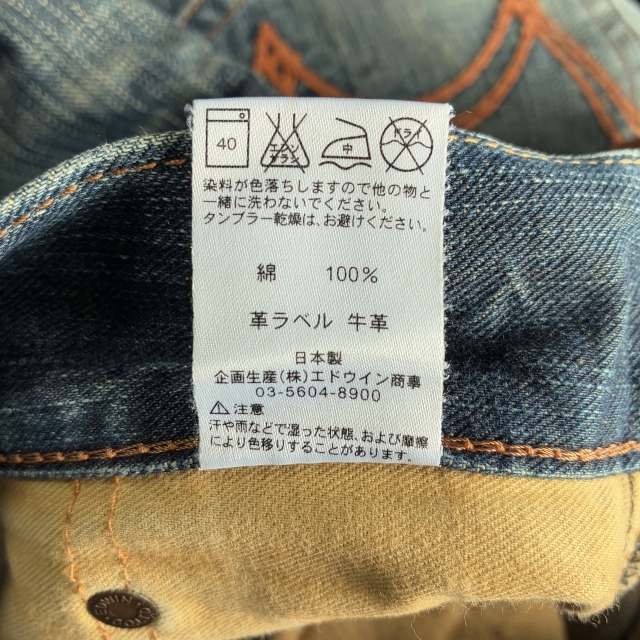 40
エンソ
サラシ
中
ドライ
染料が色落ちしますので他の物と
一緒に洗わないでください。
タンブラー乾燥は、お避けください。
綿 100%
革ラベル 牛革
日本製
企画生産(株)エドウイン商事
03-5604-8900
⚠注意
汗や雨などで湿った状態、および摩擦
により色移りすることがあります。